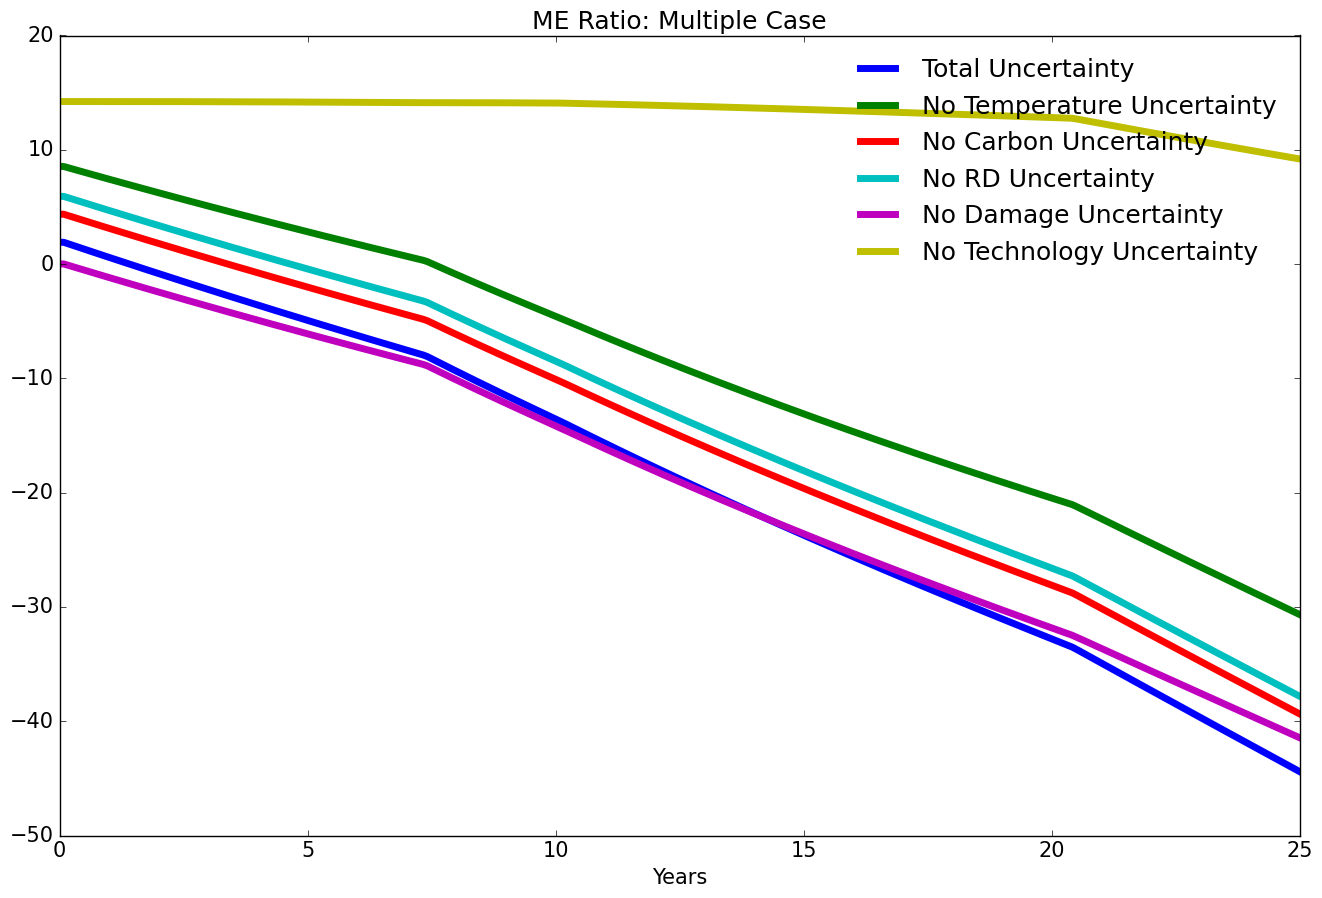 ME Ratio: Multiple Case
20
10
0
−10
−20
−30
−40
−50
Total Uncertainty
No Temperature Uncertainty
No Carbon Uncertainty
No RD Uncertainty
No Damage Uncertainty
No Technology Uncertainty
0 5 10 15 20 25
Years